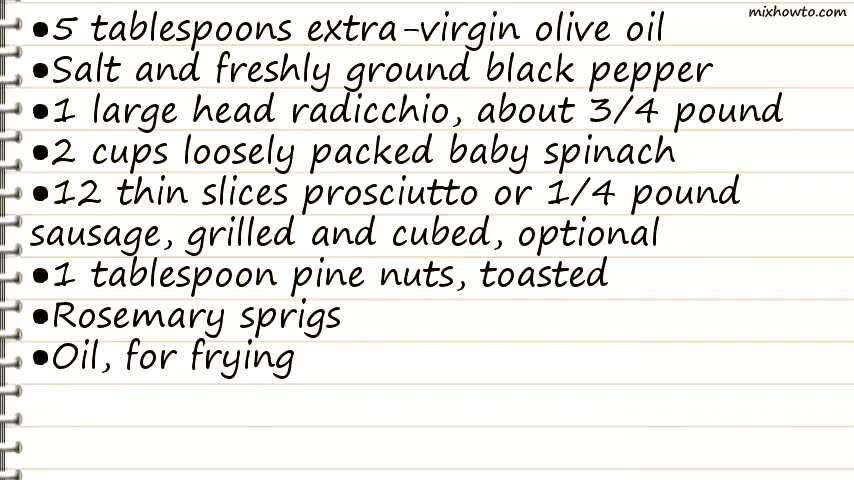 mixhowto.com
•5 tablespoons extra-virgin olive oil
•Salt and freshly ground black pepper
•1 large head radicchio, about 3/4 pound
•2 cups loosely packed baby spinach
•12 thin slices prosciutto or 1/4 pound
sausage, grilled and cubed, optional
•1 tablespoon pine nuts, toasted
•Rosemary sprigs
•Oil, for frying